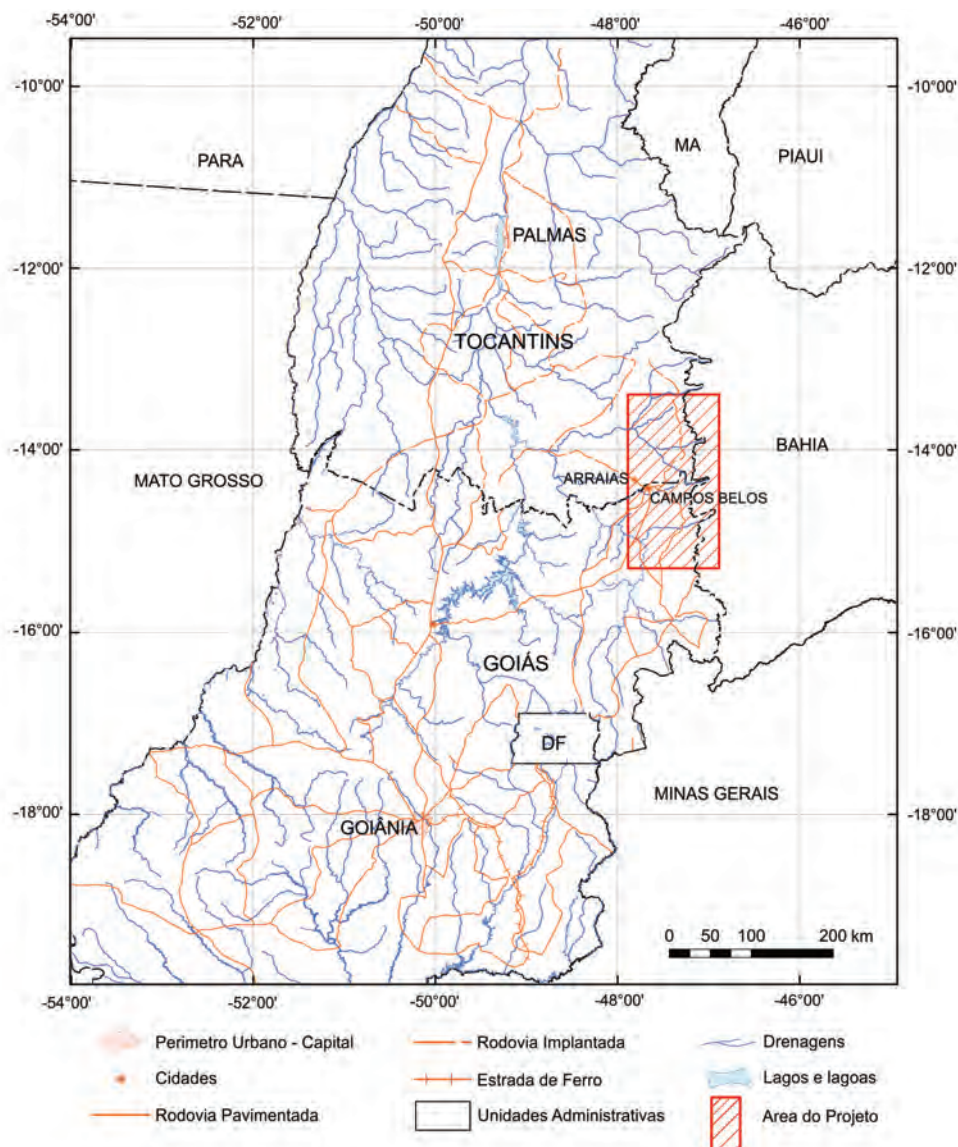 -54°00' -52°00' -50°00' -48°00' -46°00'
-10°00' -10°00'
MA
PARA PIAUI
PALMAS
-12°00' -12°00'
TOCANTINS
-14°00' BAHIA -14°00'
MATO GROSSO ARRAIAS
CAMPOS BELOS
-16°00' -16°00'
GOIÁS
DF
MINAS GERAIS
-18°00' -18°00'
GOIÂNIA
0 50 100 200 km
-54°00' -52°00' -50°00' -48°00' -46°00'
Perimetro Urbano - Capital Rodovia Implantada Drenagens
Cidades Estrada de Ferro Lagos e lagoas
Rodovia Pavimentada Unidades Administrativas Area do Projeto